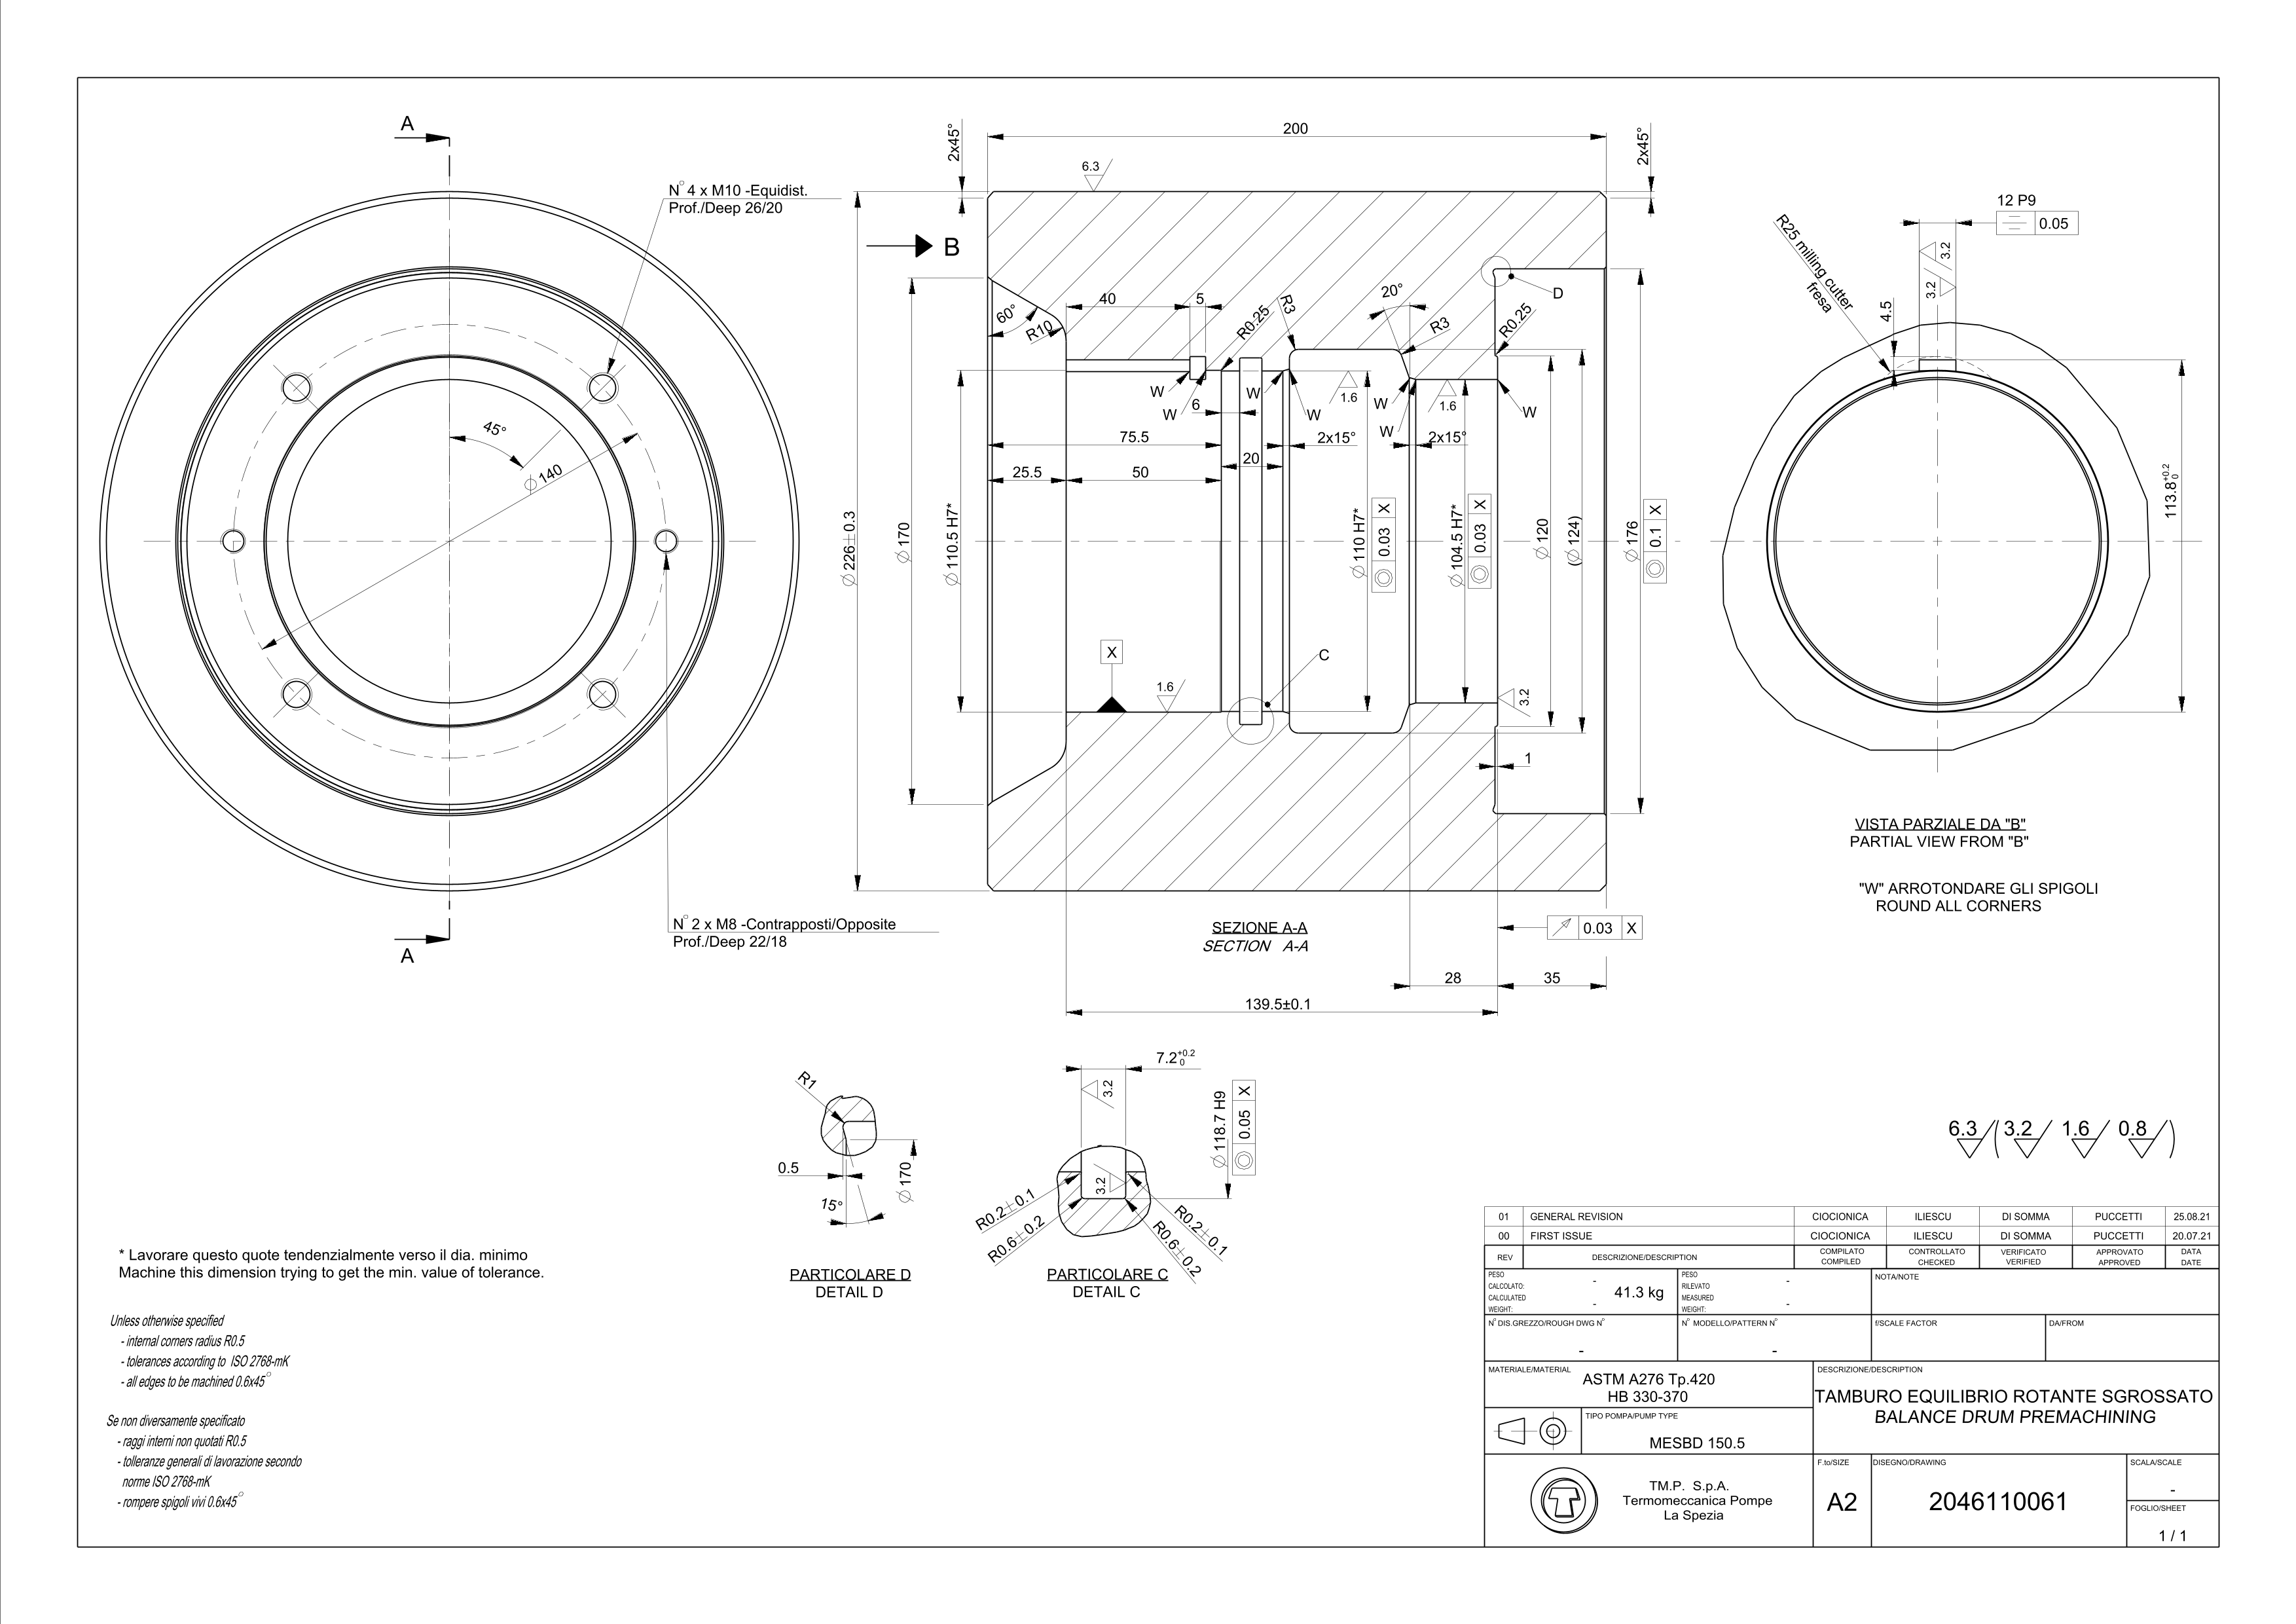 A
A
N° 4 x M10 -Equidist.
Prof./Deep 26/20
45°
⌀ 140
N° 2 x M8 -Contrapposti/Opposite
Prof./Deep 22/18
B
200
2x45°
2x45°
6.3
40
5
60°
R10
R0.25
R3
20°
R3
R0.25
D
W
W
W
W
W
W
W
6
1.6
1.6
75.5
2x15°
2x15°
20
25.5
50
⌀ 226± 0.3
⌀ 170
⌀ 110.5 H7*
⌀ 110 H7*
0.03 X
⌀ 104.5 H7*
0.03 X
⌀ 120
(⌀ 124)
⌀ 176
0.1 X
X
1.6
C
3.2
1
SEZIONE A-A
SECTION A-A
0.03 X
28
35
139.5±0.1
12 P9
0.05
R25 milling cutter
fresa
3.2
3.2
4.5
113.8 +0.2 0
VISTA PARZIALE DA "B"
PARTIAL VIEW FROM "B"
"W" ARROTONDARE GLI SPIGOLI
ROUND ALL CORNERS
R1
0.5
15°
⌀ 170
PARTICOLARE D
DETAIL D
7.2 +0.2 0
3.2
⌀ 118.7 H9
0.05 X
3.2
R0.2± 0.1
R0.6± 0.2
R0.2± 0.1
R0.6± 0.2
PARTICOLARE C
DETAIL C
6.3 ( 3.2 1.6 0.8 )
* Lavorare questo quote tendenzialmente verso il dia. minimo
Machine this dimension trying to get the min. value of tolerance.
Unless otherwise specified
- internal corners radius R0.5
- tolerances according to ISO 2768-mK
- all edges to be machined 0.6x45°
Se non diversamente specificato
- raggi interni non quotati R0.5
- tolleranze generali di lavorazione secondo
norme ISO 2768-mK
- rompere spigoli vivi 0.6x45°
01 GENERAL REVISION CIOCIONICA ILIESCU DI SOMMA PUCCETTI 25.08.21
00 FIRST ISSUE CIOCIONICA ILIESCU DI SOMMA PUCCETTI 20.07.21
REV DESCRIZIONE/DESCRIPTION COMPILATO CONTROLLATO VERIFICATO APPROVATO DATA
COMPILED CHECKED VERIFIED APPROVED DATE
PESO
CALCOLATO: -
CALCULATED
WEIGHT: -
41.3 kg
PESO
RILEVATO -
MEASURED
WEIGHT: -
NOTA/NOTE
N° DIS.GREZZO/ROUGH DWG N°
-
N° MODELLO/PATTERN N°
-
f/SCALE FACTOR
DA/FROM
MATERIALE/MATERIAL
ASTM A276 Tp.420
HB 330-370
DESCRIZIONE/DESCRIPTION
TAMBURO EQUILIBRIO ROTANTE SGROSSATO
BALANCE DRUM PREMACHINING
TIPO POMPA/PUMP TYPE
MESBD 150.5
TM.P. S.p.A.
Termomeccanica Pompe
La Spezia
F.to/SIZE
A2
DISEGNO/DRAWING
2046110061
SCALA/SCALE
-
FOGLIO/SHEET
1 / 1